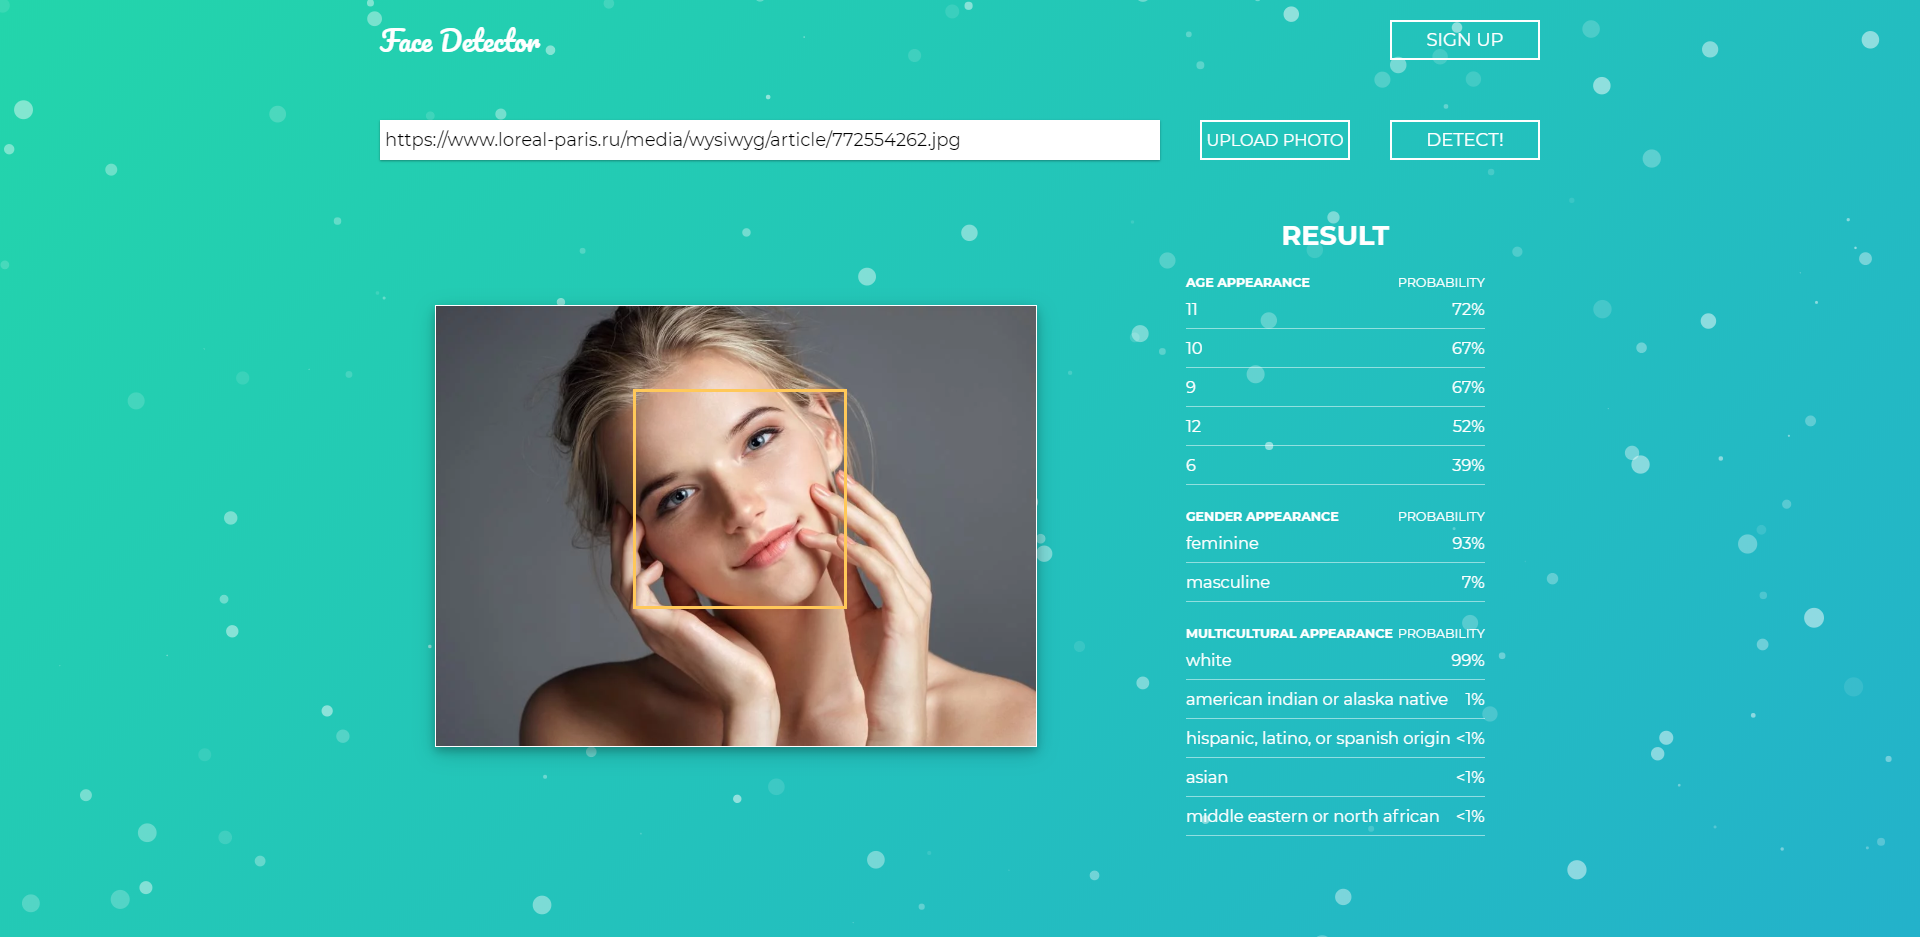 Face Detector
SIGN UP
https://www.loreal-paris.ru/media/wysiwyg/article/772554262.jpg
UPLOAD PHOTO
DETECT!
RESULT
AGE APPEARANCE PROBABILITY
11 72%
10 67%
9 67%
12 52%
6 39%
GENDER APPEARANCE PROBABILITY
feminine 93%
masculine 7%
MULTICULTURAL APPEARANCE PROBABILITY
white 99%
american indian or alaska native 1%
hispanic, latino, or spanish origin <1%
asian <1%
middle eastern or north african <1%